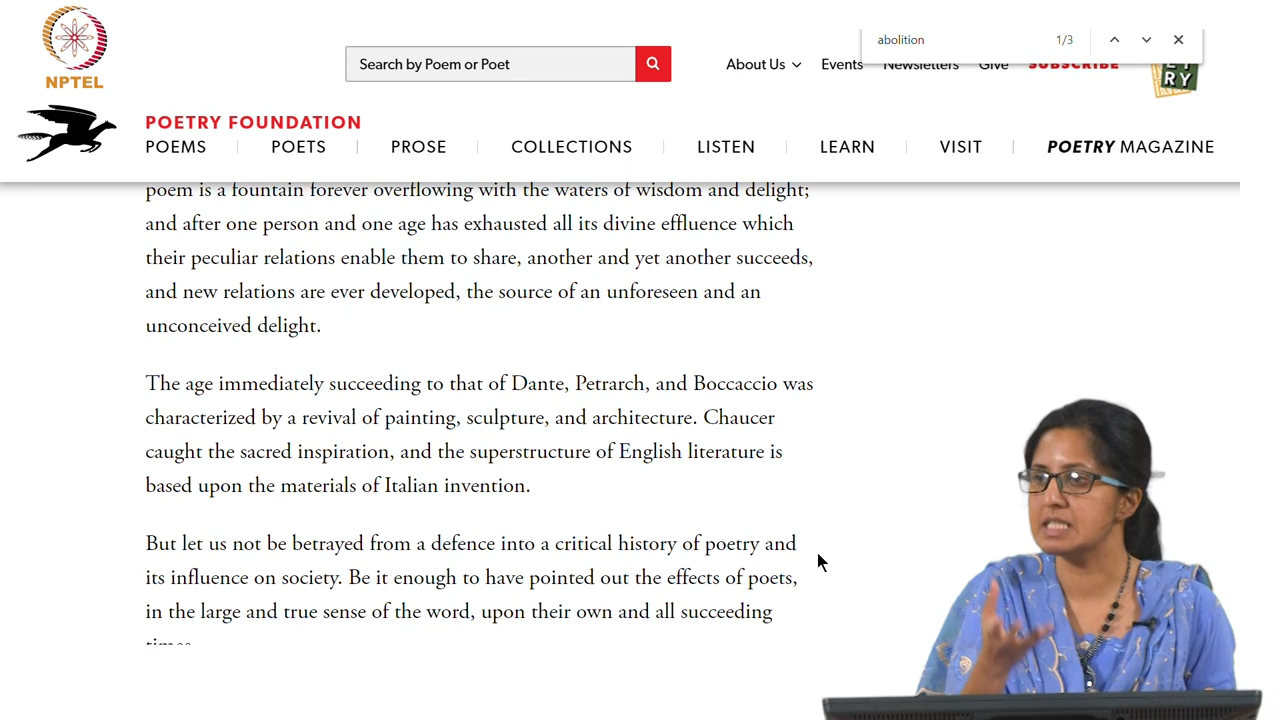 NPTEL
Search by Poem or Poet
About Us
Events
Newsletters
Give
SUBSCRIBE
abolition
1/3
RY
POETRY FOUNDATION
POEMS
POETS
PROSE
COLLECTIONS
LISTEN
LEARN
VISIT
POETRY MAGAZINE
poem is a fountain forever overflowing with the waters of wisdom and delight;
and after one person and one age has exhausted all its divine effluence which
their peculiar relations enable them to share, another and yet another succeeds,
and new relations are ever developed, the source of an unforeseen and an
unconceived delight.
The age immediately succeeding to that of Dante, Petrarch, and Boccaccio was
characterized by a revival of painting, sculpture, and architecture. Chaucer
caught the sacred inspiration, and the superstructure of English literature is
based upon the materials of Italian invention.
But let us not be betrayed from a defence into a critical history of poetry and
its influence on society. Be it enough to have pointed out the effects of poets,
in the large and true sense of the word, upon their own and all succeeding